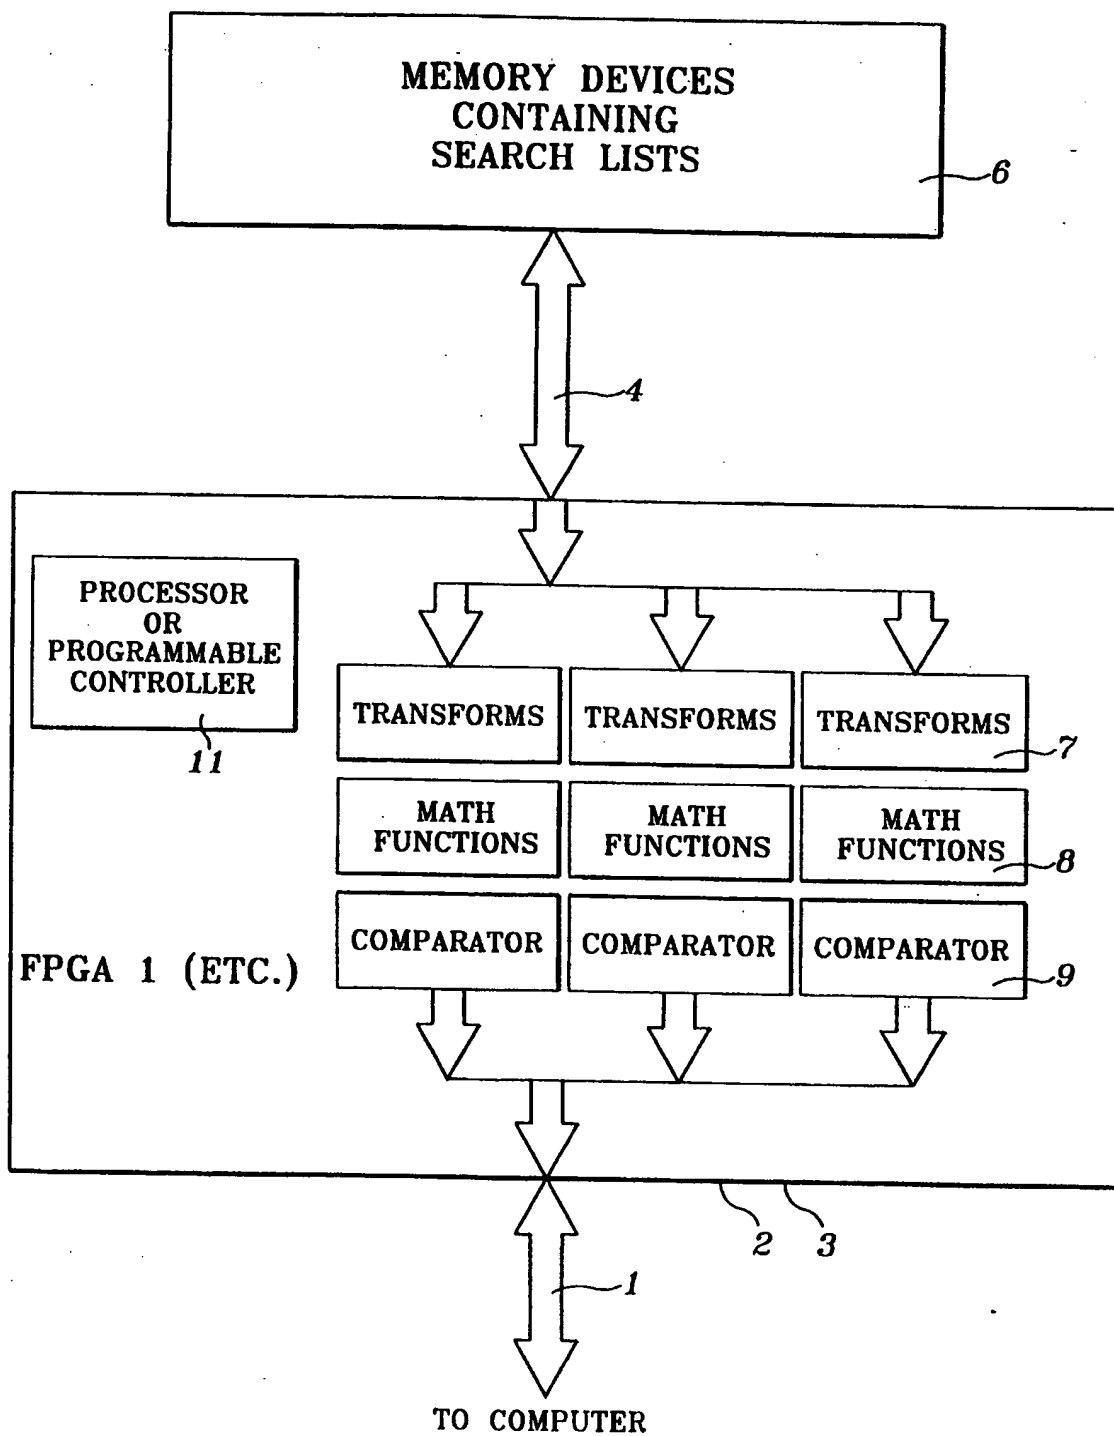 MEMORY DEVICES
CONTAINING
SEARCH LISTS
6
4
PROCESSOR
OR
PROGRAMMABLE
CONTROLLER
11
TRANSFORMS TRANSFORMS TRANSFORMS
7
MATH MATH MATH
FUNCTIONS FUNCTIONS FUNCTIONS
8
COMPARATOR COMPARATOR COMPARATOR
9
FPGA 1 (ETC.)
2 3
1
TO COMPUTER